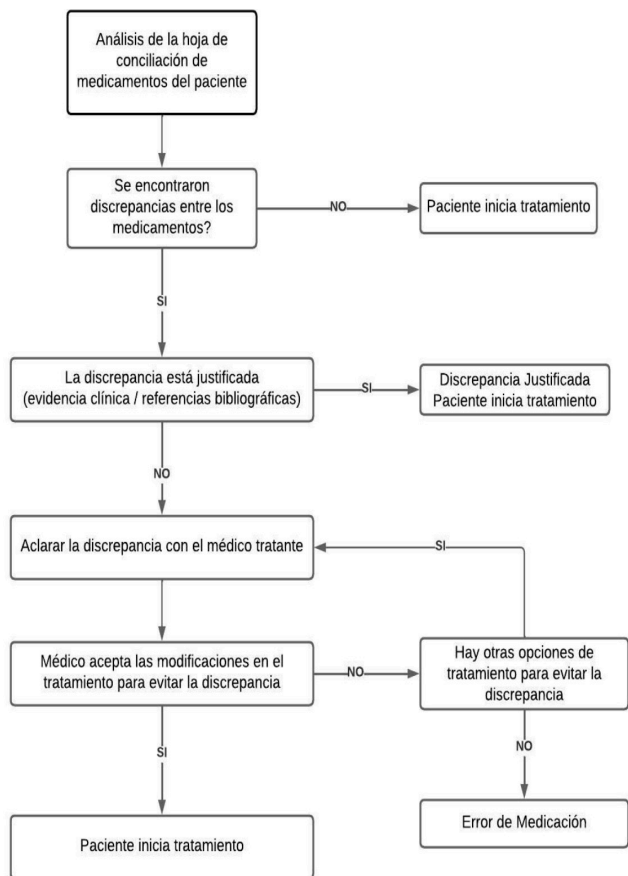 Análisis de la hoja de
conciliación de
medicamentos del paciente
Se encontraron
discrepancias entre los
medicamentos?
NO
Paciente inicia tratamiento
SI
La discrepancia está justificada
(evidencia clínica / referencias bibliográficas)
SI
Discrepancia Justificada
Paciente inicia tratamiento
NO
Aclarar la discrepancia con el médico tratante
SI
Médico acepta las modificaciones en el
tratamiento para evitar la discrepancia
NO
Hay otras opciones de
tratamiento para evitar la
discrepancia
SI
NO
Paciente inicia tratamiento
Error de Medicación